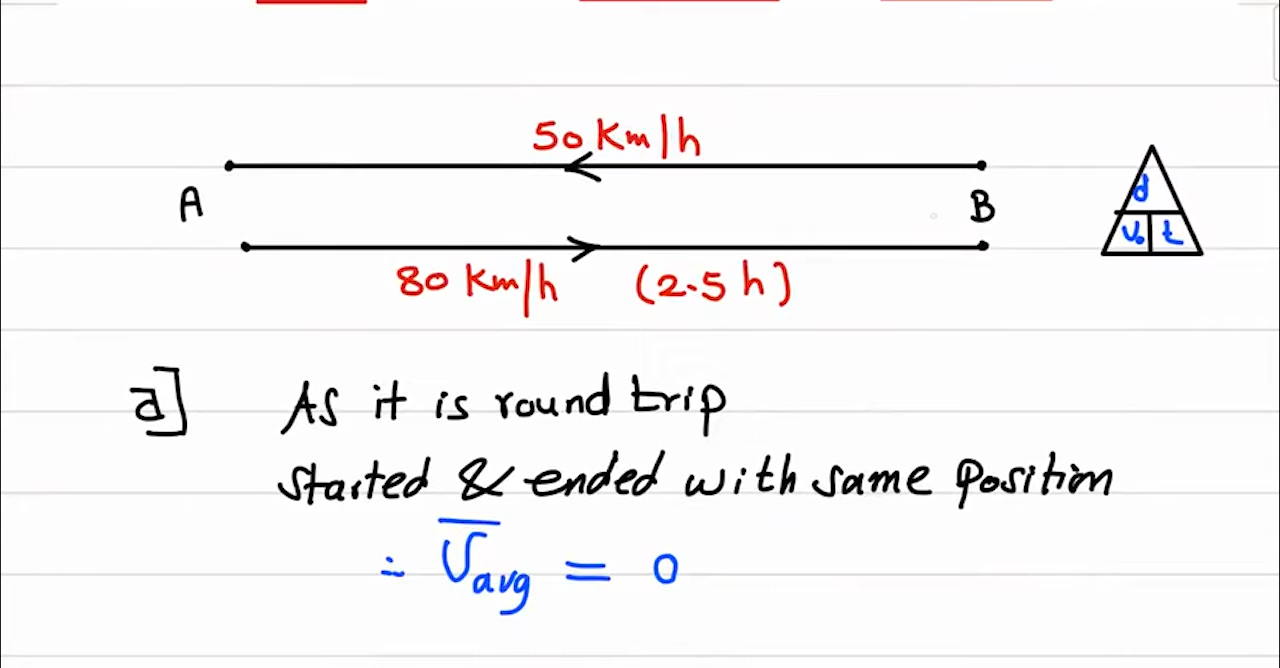 50 Km/h
A
B
80 Km/h (2.5 h)
d
V. t
a] As it is round trip
started & ended with same position
∴ V̅avg = 0